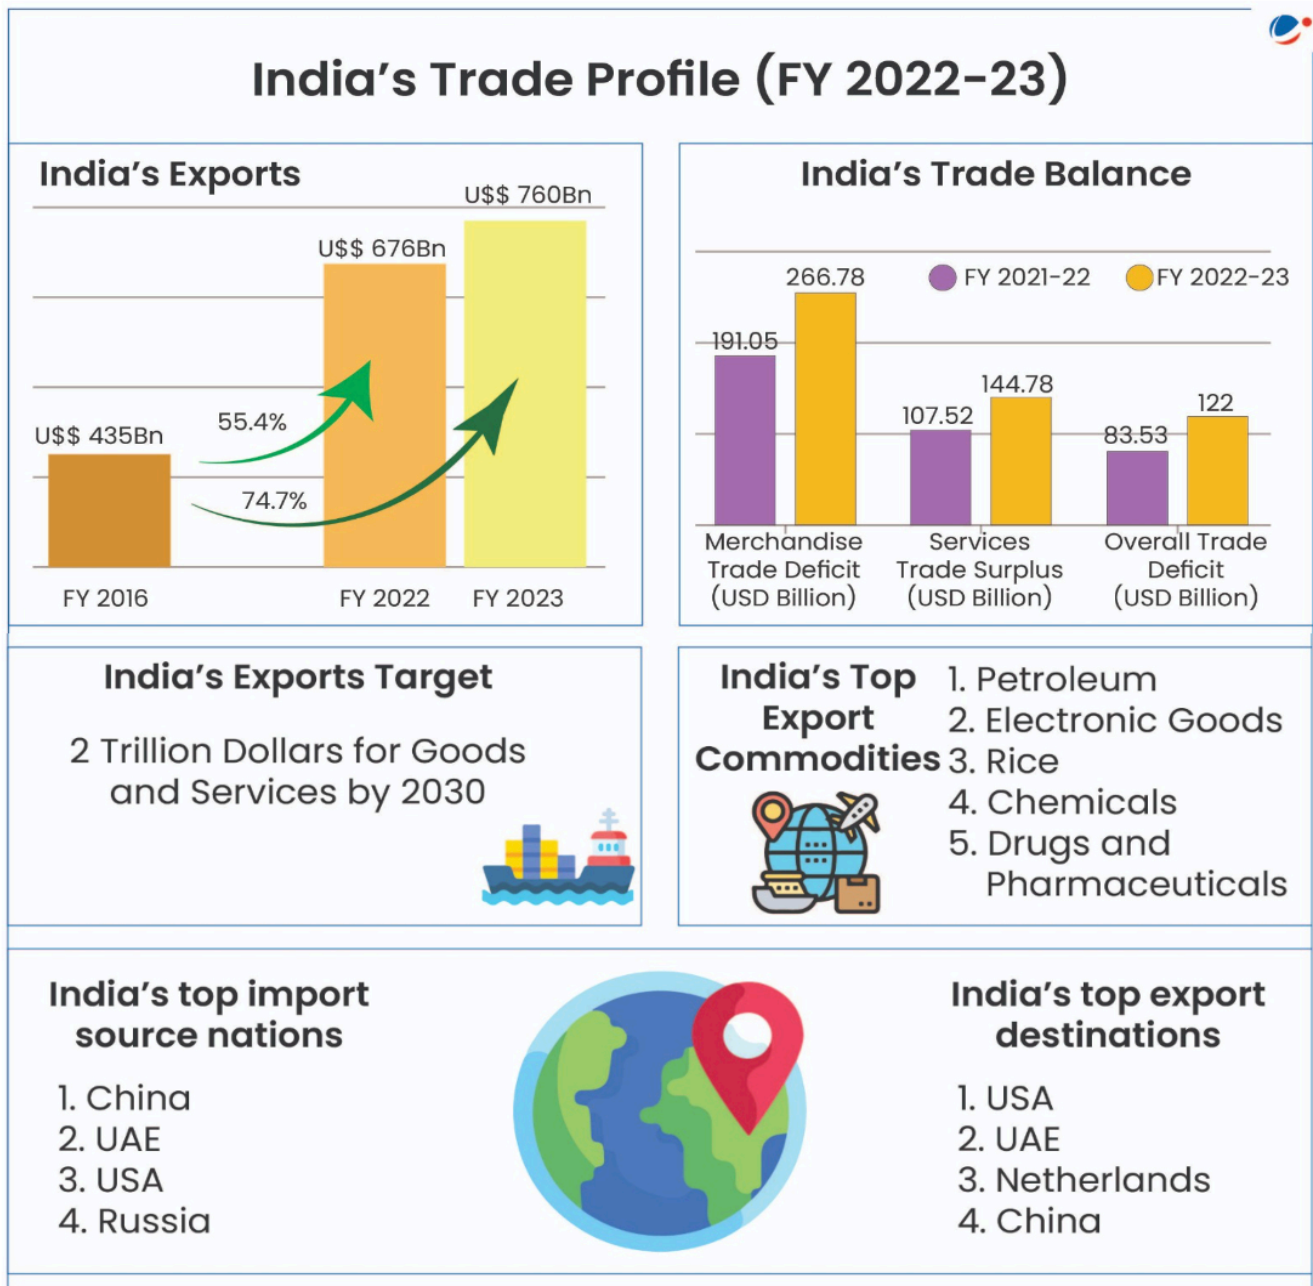 India’s Trade Profile (FY 2022-23)
India’s Exports
U$$ 760Bn
U$$ 676Bn
U$$ 435Bn
55.4%
74.7%
FY 2016
FY 2022
FY 2023
India’s Trade Balance
FY 2021-22
FY 2022-23
191.05
266.78
107.52
144.78
83.53
122
Merchandise
Trade Deficit
(USD Billion)
Services
Trade Surplus
(USD Billion)
Overall Trade
Deficit
(USD Billion)
India’s Exports Target
2 Trillion Dollars for Goods
and Services by 2030
India’s Top
Export
Commodities
1. Petroleum
2. Electronic Goods
3. Rice
4. Chemicals
5. Drugs and
Pharmaceuticals
India’s top import
source nations
1. China
2. UAE
3. USA
4. Russia
India’s top export
destinations
1. USA
2. UAE
3. Netherlands
4. China